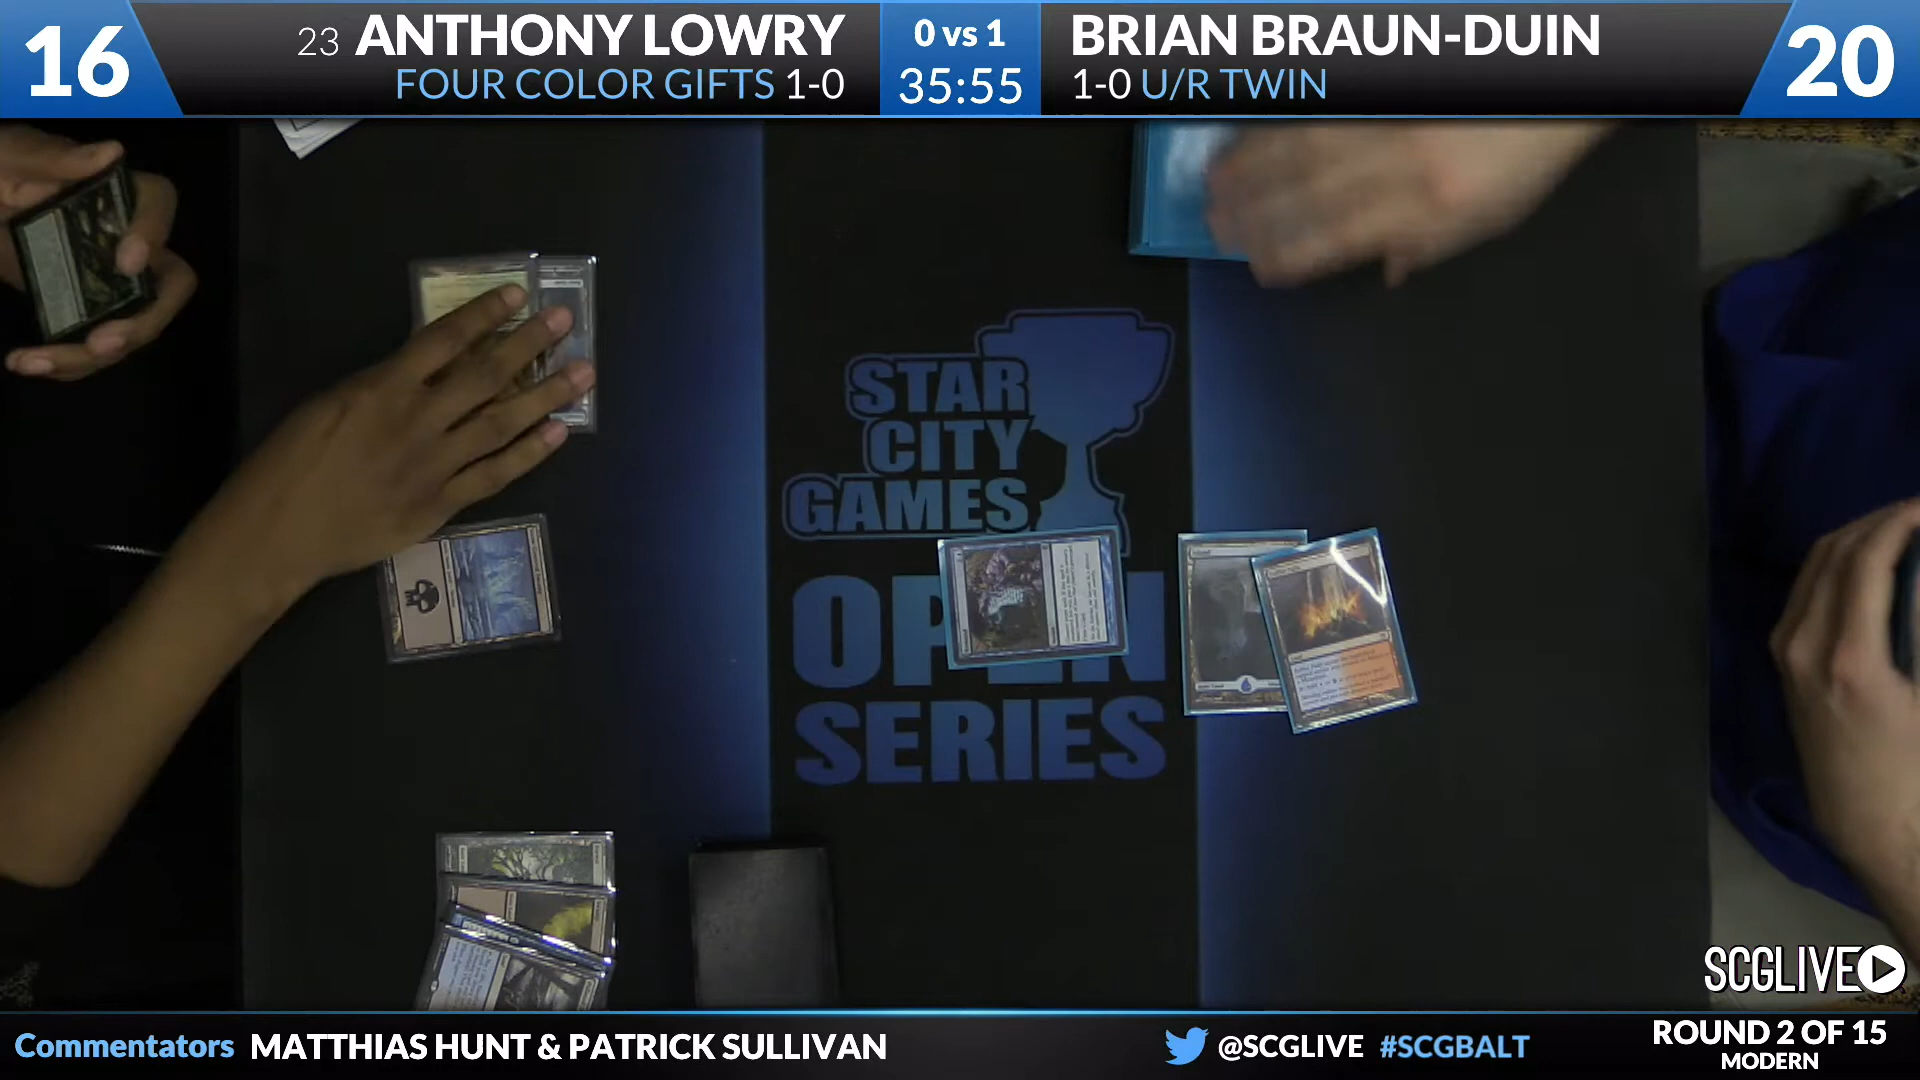 16
23 ANTHONY LOWRY
FOUR COLOR GIFTS 1-0
0 vs 1
35:55
BRIAN BRAUN-DUIN
1-0 U/R TWIN
20
STAR
CITY
GAMES
OPEN
SERIES
SCGLIVE
Commentators MATTHIAS HUNT & PATRICK SULLIVAN
@SCGLIVE #SCGBALT
ROUND 2 OF 15
MODERN